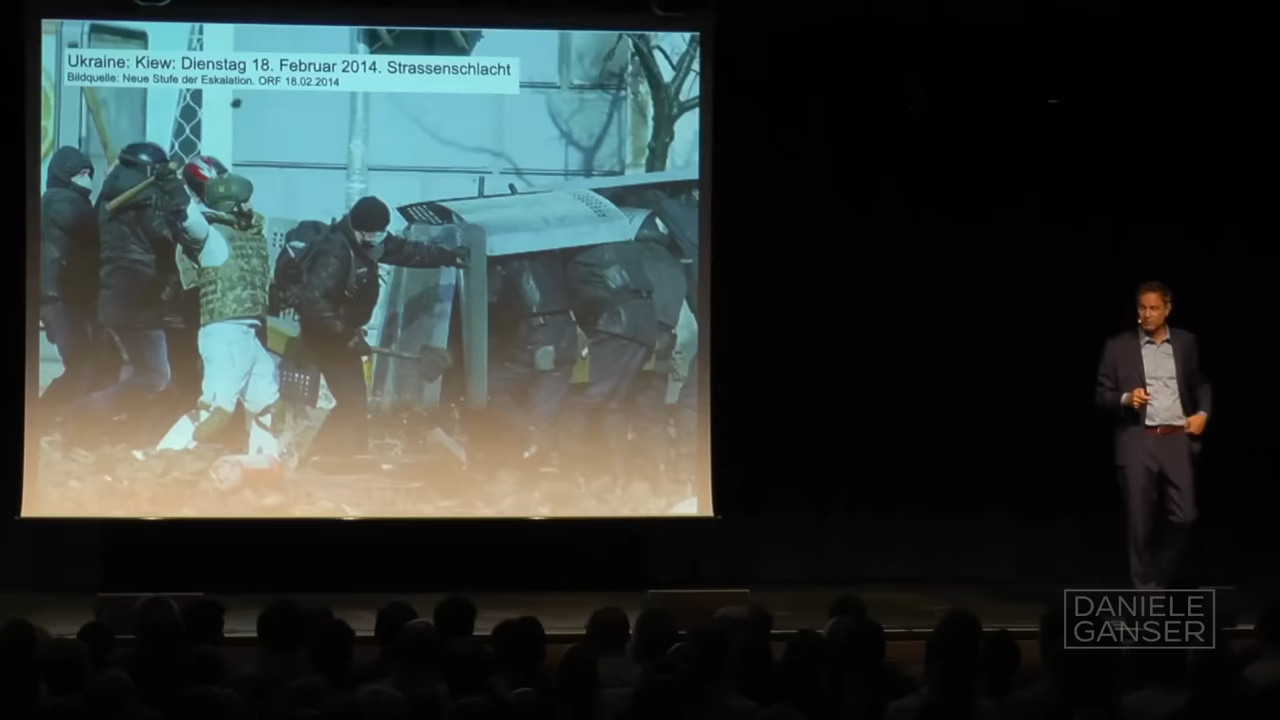 Ukraine: Kiew: Dienstag 18. Februar 2014. Strassenschlacht
Bildquelle: Neue Stufe der Eskalation. ORF 18.02.2014
DANIELE
GANSER